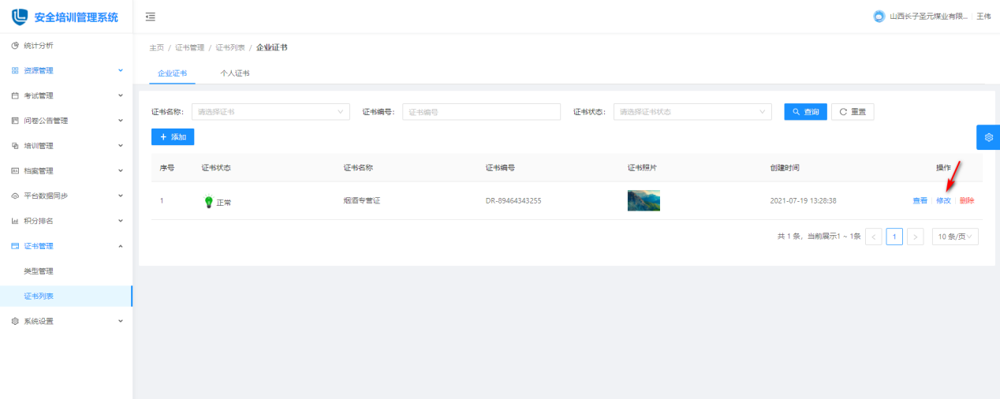 安全培训管理系统
山西长子圣元煤业有限... 王伟
统计分析
资源管理
考试管理
问卷公告管理
培训管理
档案管理
平台数据同步
积分排名
证书管理
类型管理
证书列表
系统设置
主页 / 证书管理 / 证书列表 / 企业证书
企业证书 个人证书
证书名称: 请选择证书 证书编号: 证书编号 证书状态: 请选择证书状态 查询 重置
添加
序号 证书状态 证书名称 证书编号 证书照片 创建时间 操作
1 正常 烟酒专营证 DR-89464343255 2021-07-19 13:28:38 查看 修改 删除
共 1 条，当前展示1 ~ 1条 < 1 > 10 条/页